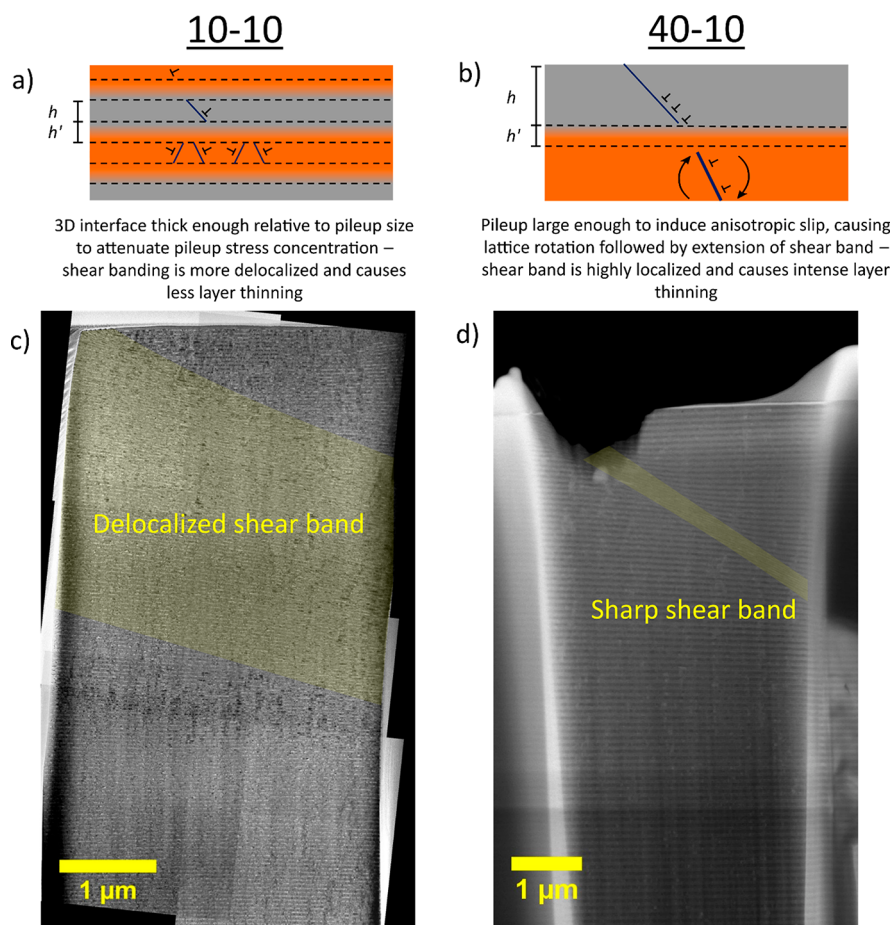 10-10
40-10
a)
h
h'
b)
h
h'
3D interface thick enough relative to pileup size
to attenuate pileup stress concentration –
shear banding is more delocalized and causes
less layer thinning
Pileup large enough to induce anisotropic slip, causing
lattice rotation followed by extension of shear band –
shear band is highly localized and causes intense layer
thinning
c)
Delocalized shear band
1 μm
d)
Sharp shear band
1 μm